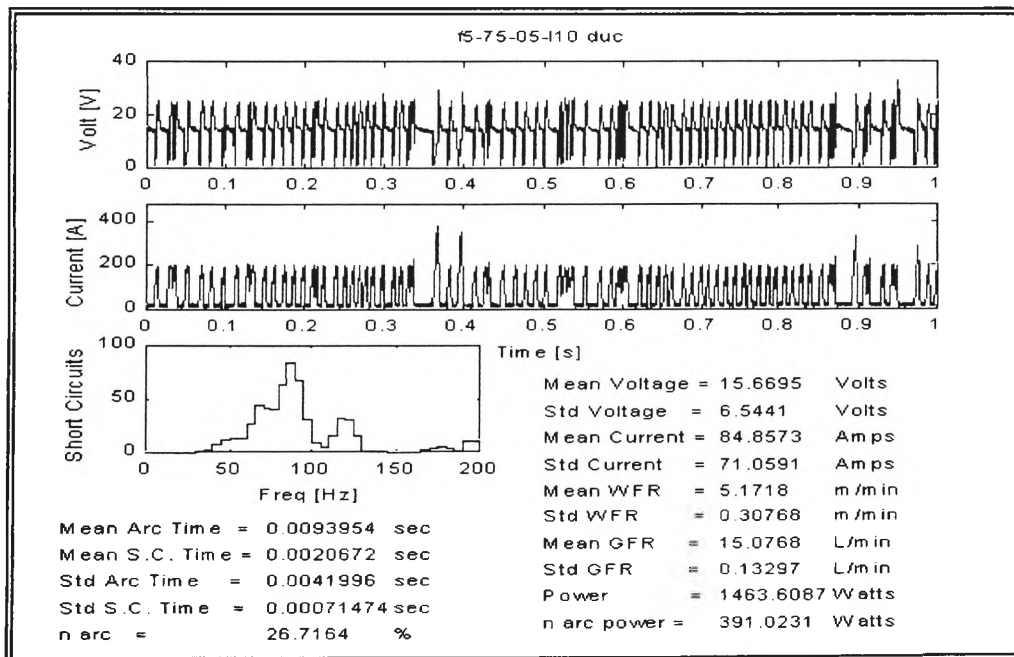 f5-75-05-l10 duc
40
20
0
Volt [V]
0 0.1 0.2 0.3 0.4 0.5 0.6 0.7 0.8 0.9 1
400
200
0
Current [A]
0 0.1 0.2 0.3 0.4 0.5 0.6 0.7 0.8 0.9 1
Time [s]
100
50
0
Short Circuits
0 50 100 150 200
Freq [Hz]
Mean Arc Time = 0.0093954 sec
Mean S.C. Time = 0.0020672 sec
Std Arc Time = 0.0041996 sec
Std S.C. Time = 0.00071474 sec
n arc = 26.7164 %
Mean Voltage = 15.6695 Volts
Std Voltage = 6.5441 Volts
Mean Current = 84.8573 Amps
Std Current = 71.0591 Amps
Mean WFR = 5.1718 m/min
Std WFR = 0.30768 m/min
Mean GFR = 15.0768 L/min
Std GFR = 0.13297 L/min
Power = 1463.6087 Watts
n arc power = 391.0231 Watts